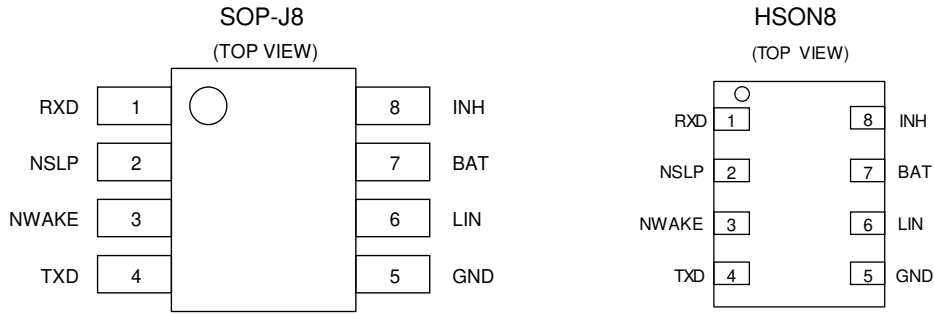 SOP-J8
(TOP VIEW)
RXD 1 8 INH
NSLP 2 7 BAT
NWAKE 3 6 LIN
TXD 4 5 GND
HSON8
(TOP VIEW)
RXD 1 8 INH
NSLP 2 7 BAT
NWAKE 3 6 LIN
TXD 4 5 GND